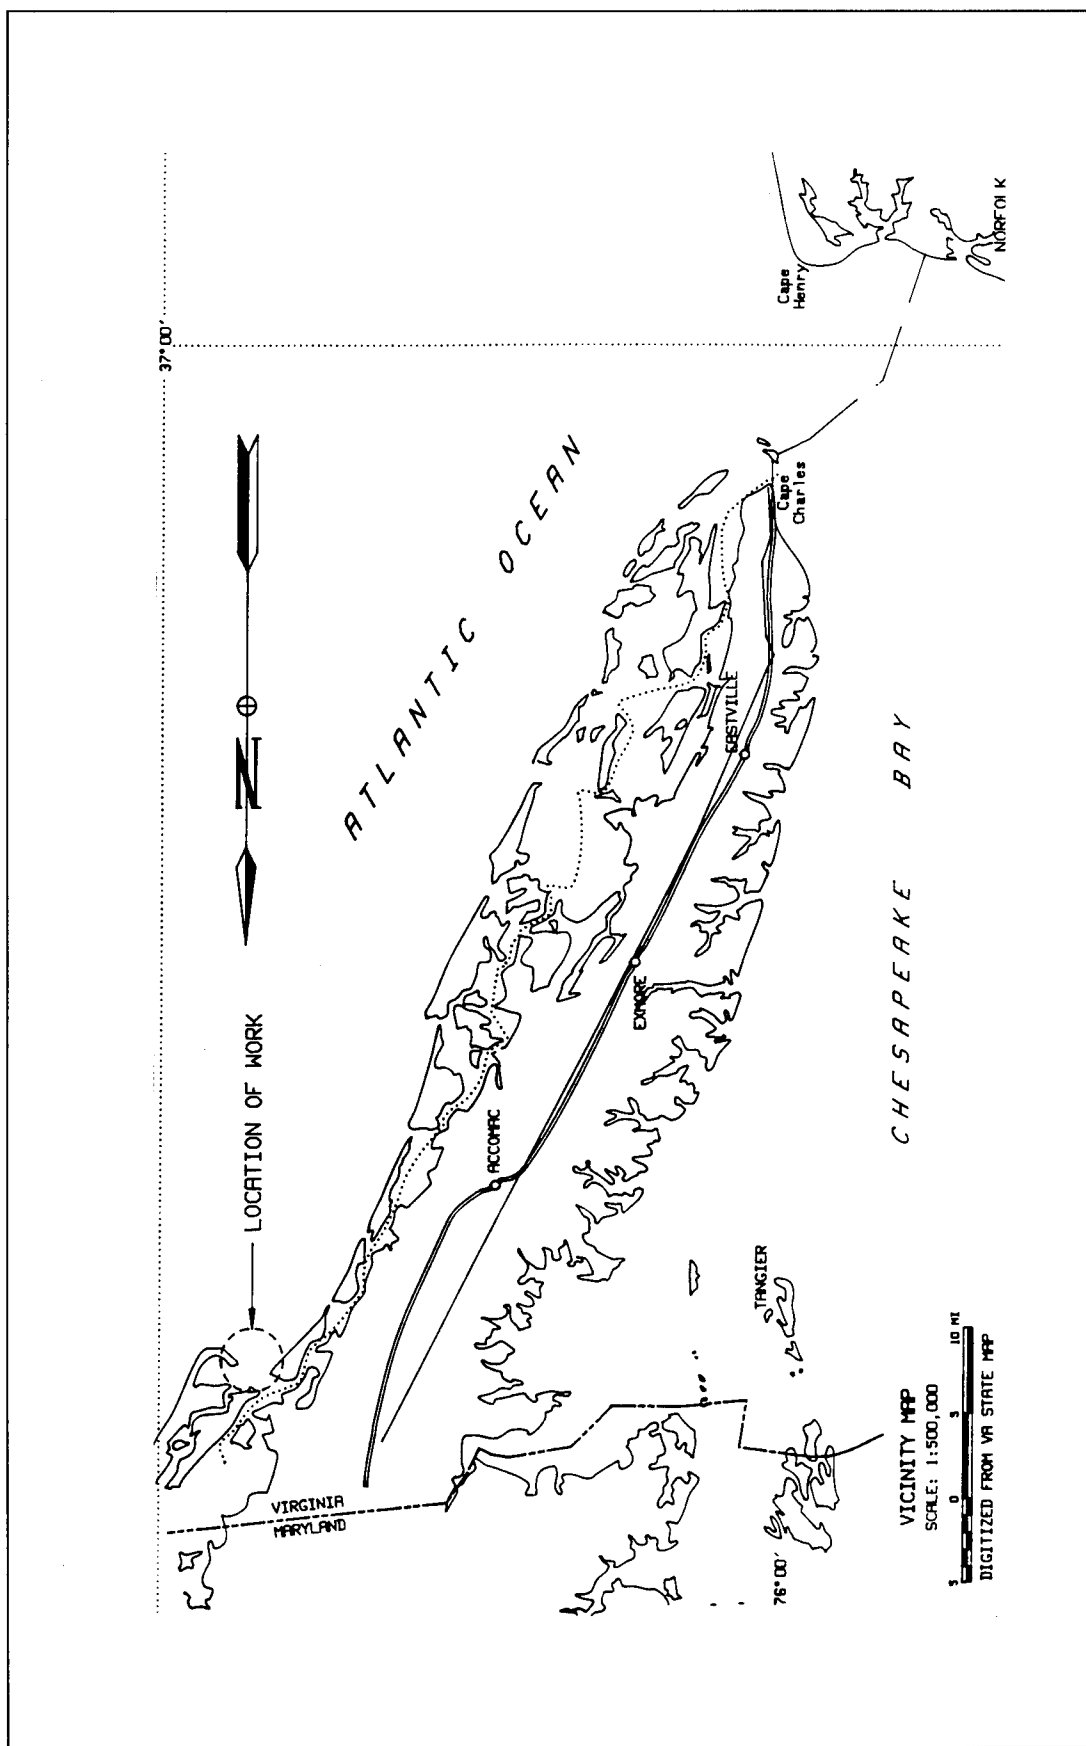 37°00'
Cape
Henry
NORFOLK
ATLANTIC OCEAN
N
Cape
Charles
EASTVILLE
CHESAPEAKE BAY
EXMORE
LOCATION OF WORK
ACCOMAC
TANGIER
VIRGINIA
MARYLAND
76°00'
VICINITY MAP
SCALE: 1:500,000
5 0 5 10 MI
DIGITIZED FROM VA STATE MAP